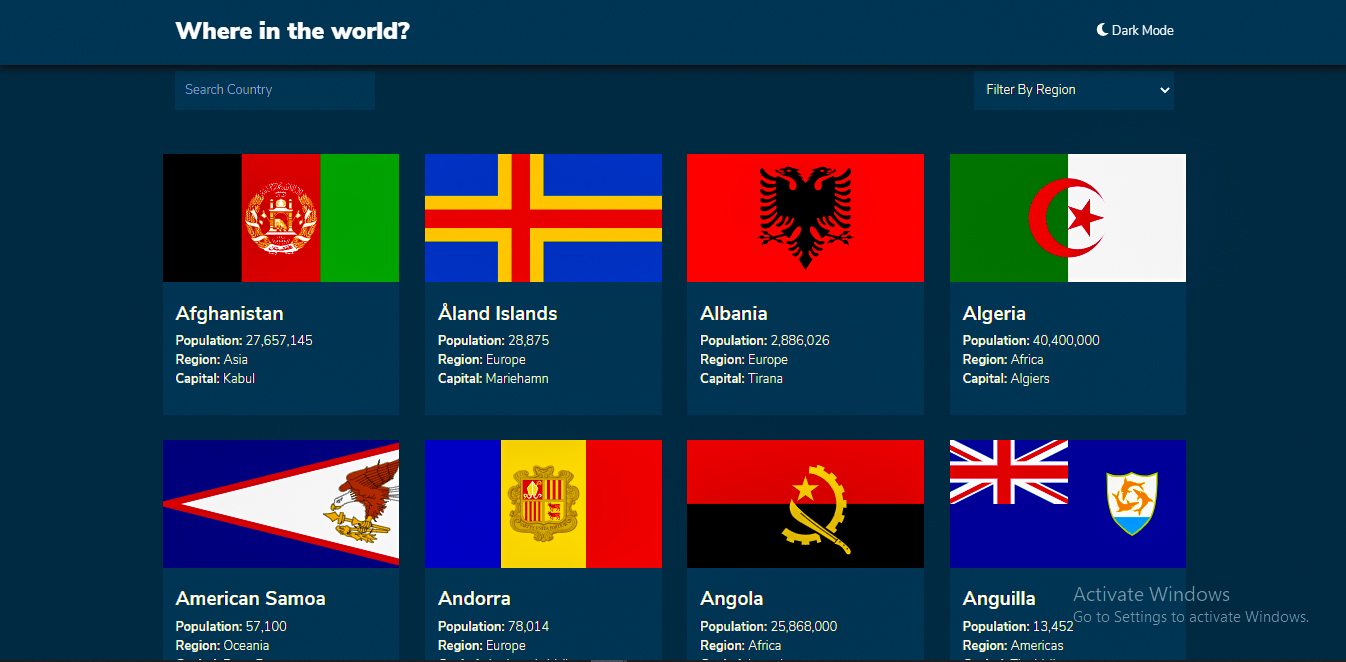 Where in the world?
Dark Mode
Search Country
Filter By Region
Afghanistan
Population: 27,657,145
Region: Asia
Capital: Kabul
Åland Islands
Population: 28,875
Region: Europe
Capital: Mariehamn
Albania
Population: 2,886,026
Region: Europe
Capital: Tirana
Algeria
Population: 40,400,000
Region: Africa
Capital: Algiers
American Samoa
Population: 57,100
Region: Oceania
Andorra
Population: 78,014
Region: Europe
Angola
Population: 25,868,000
Region: Africa
Anguilla
Population: 13,452
Region: Americas
Activate Windows
Go to Settings to activate Windows.